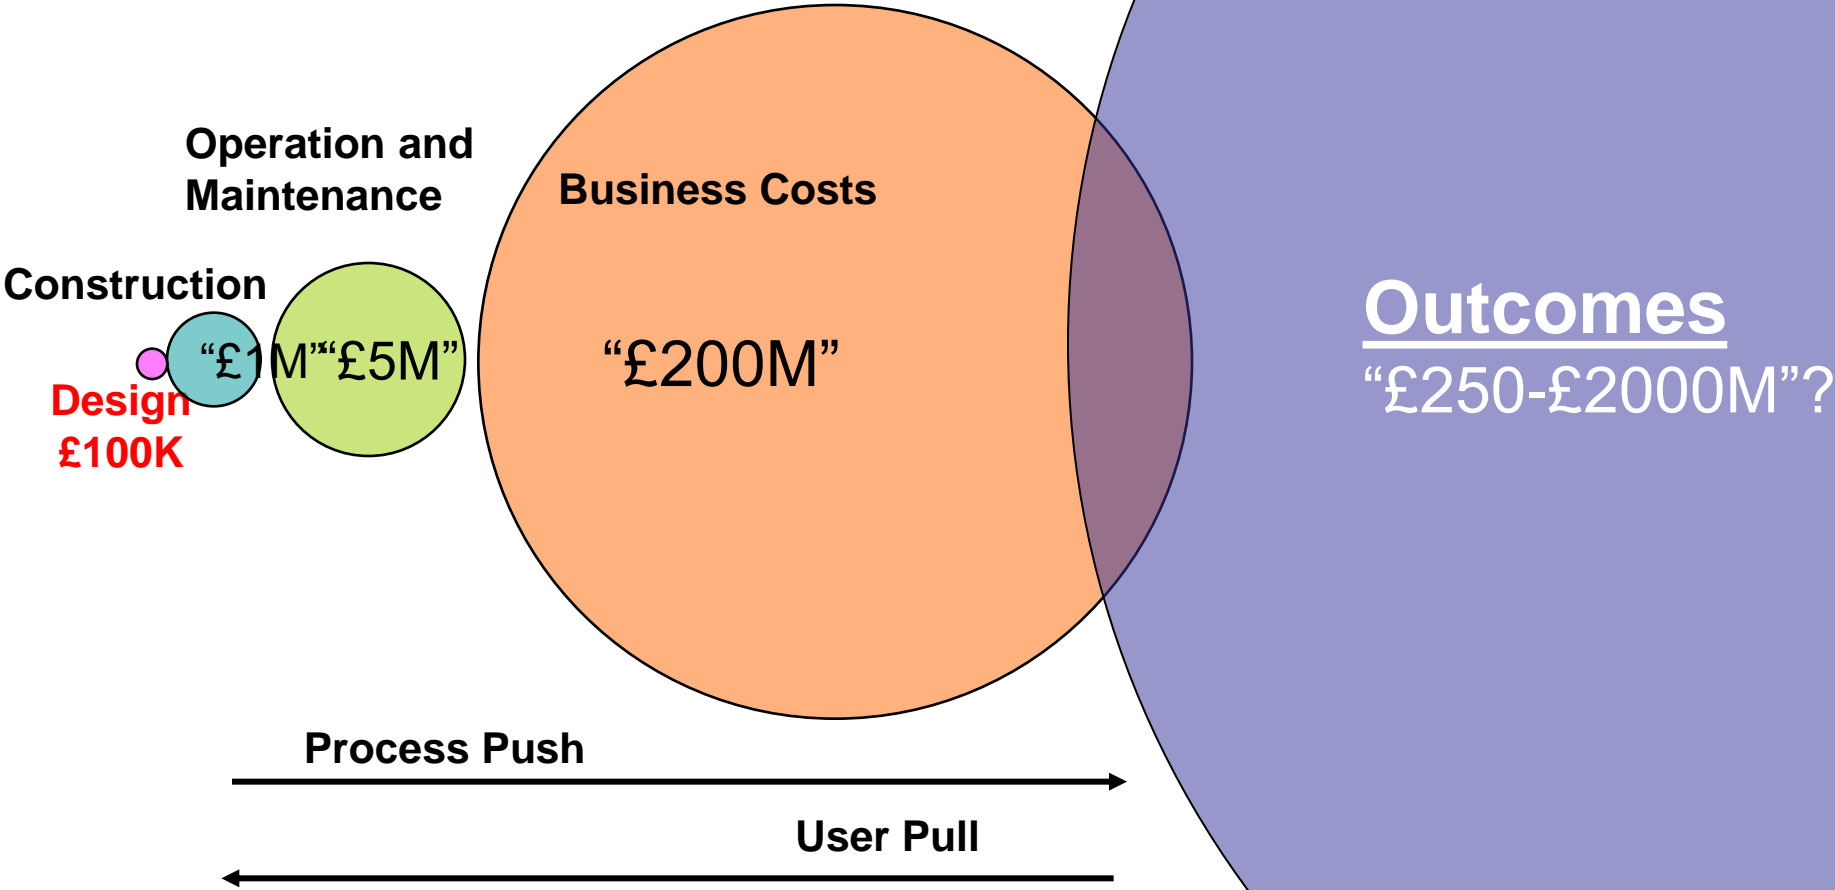 Operation and
Maintenance
Business Costs
Construction
“£1M”
“£5M”
“£200M”
Outcomes
“£250-£2000M”?
Design
£100K
Process Push
User Pull